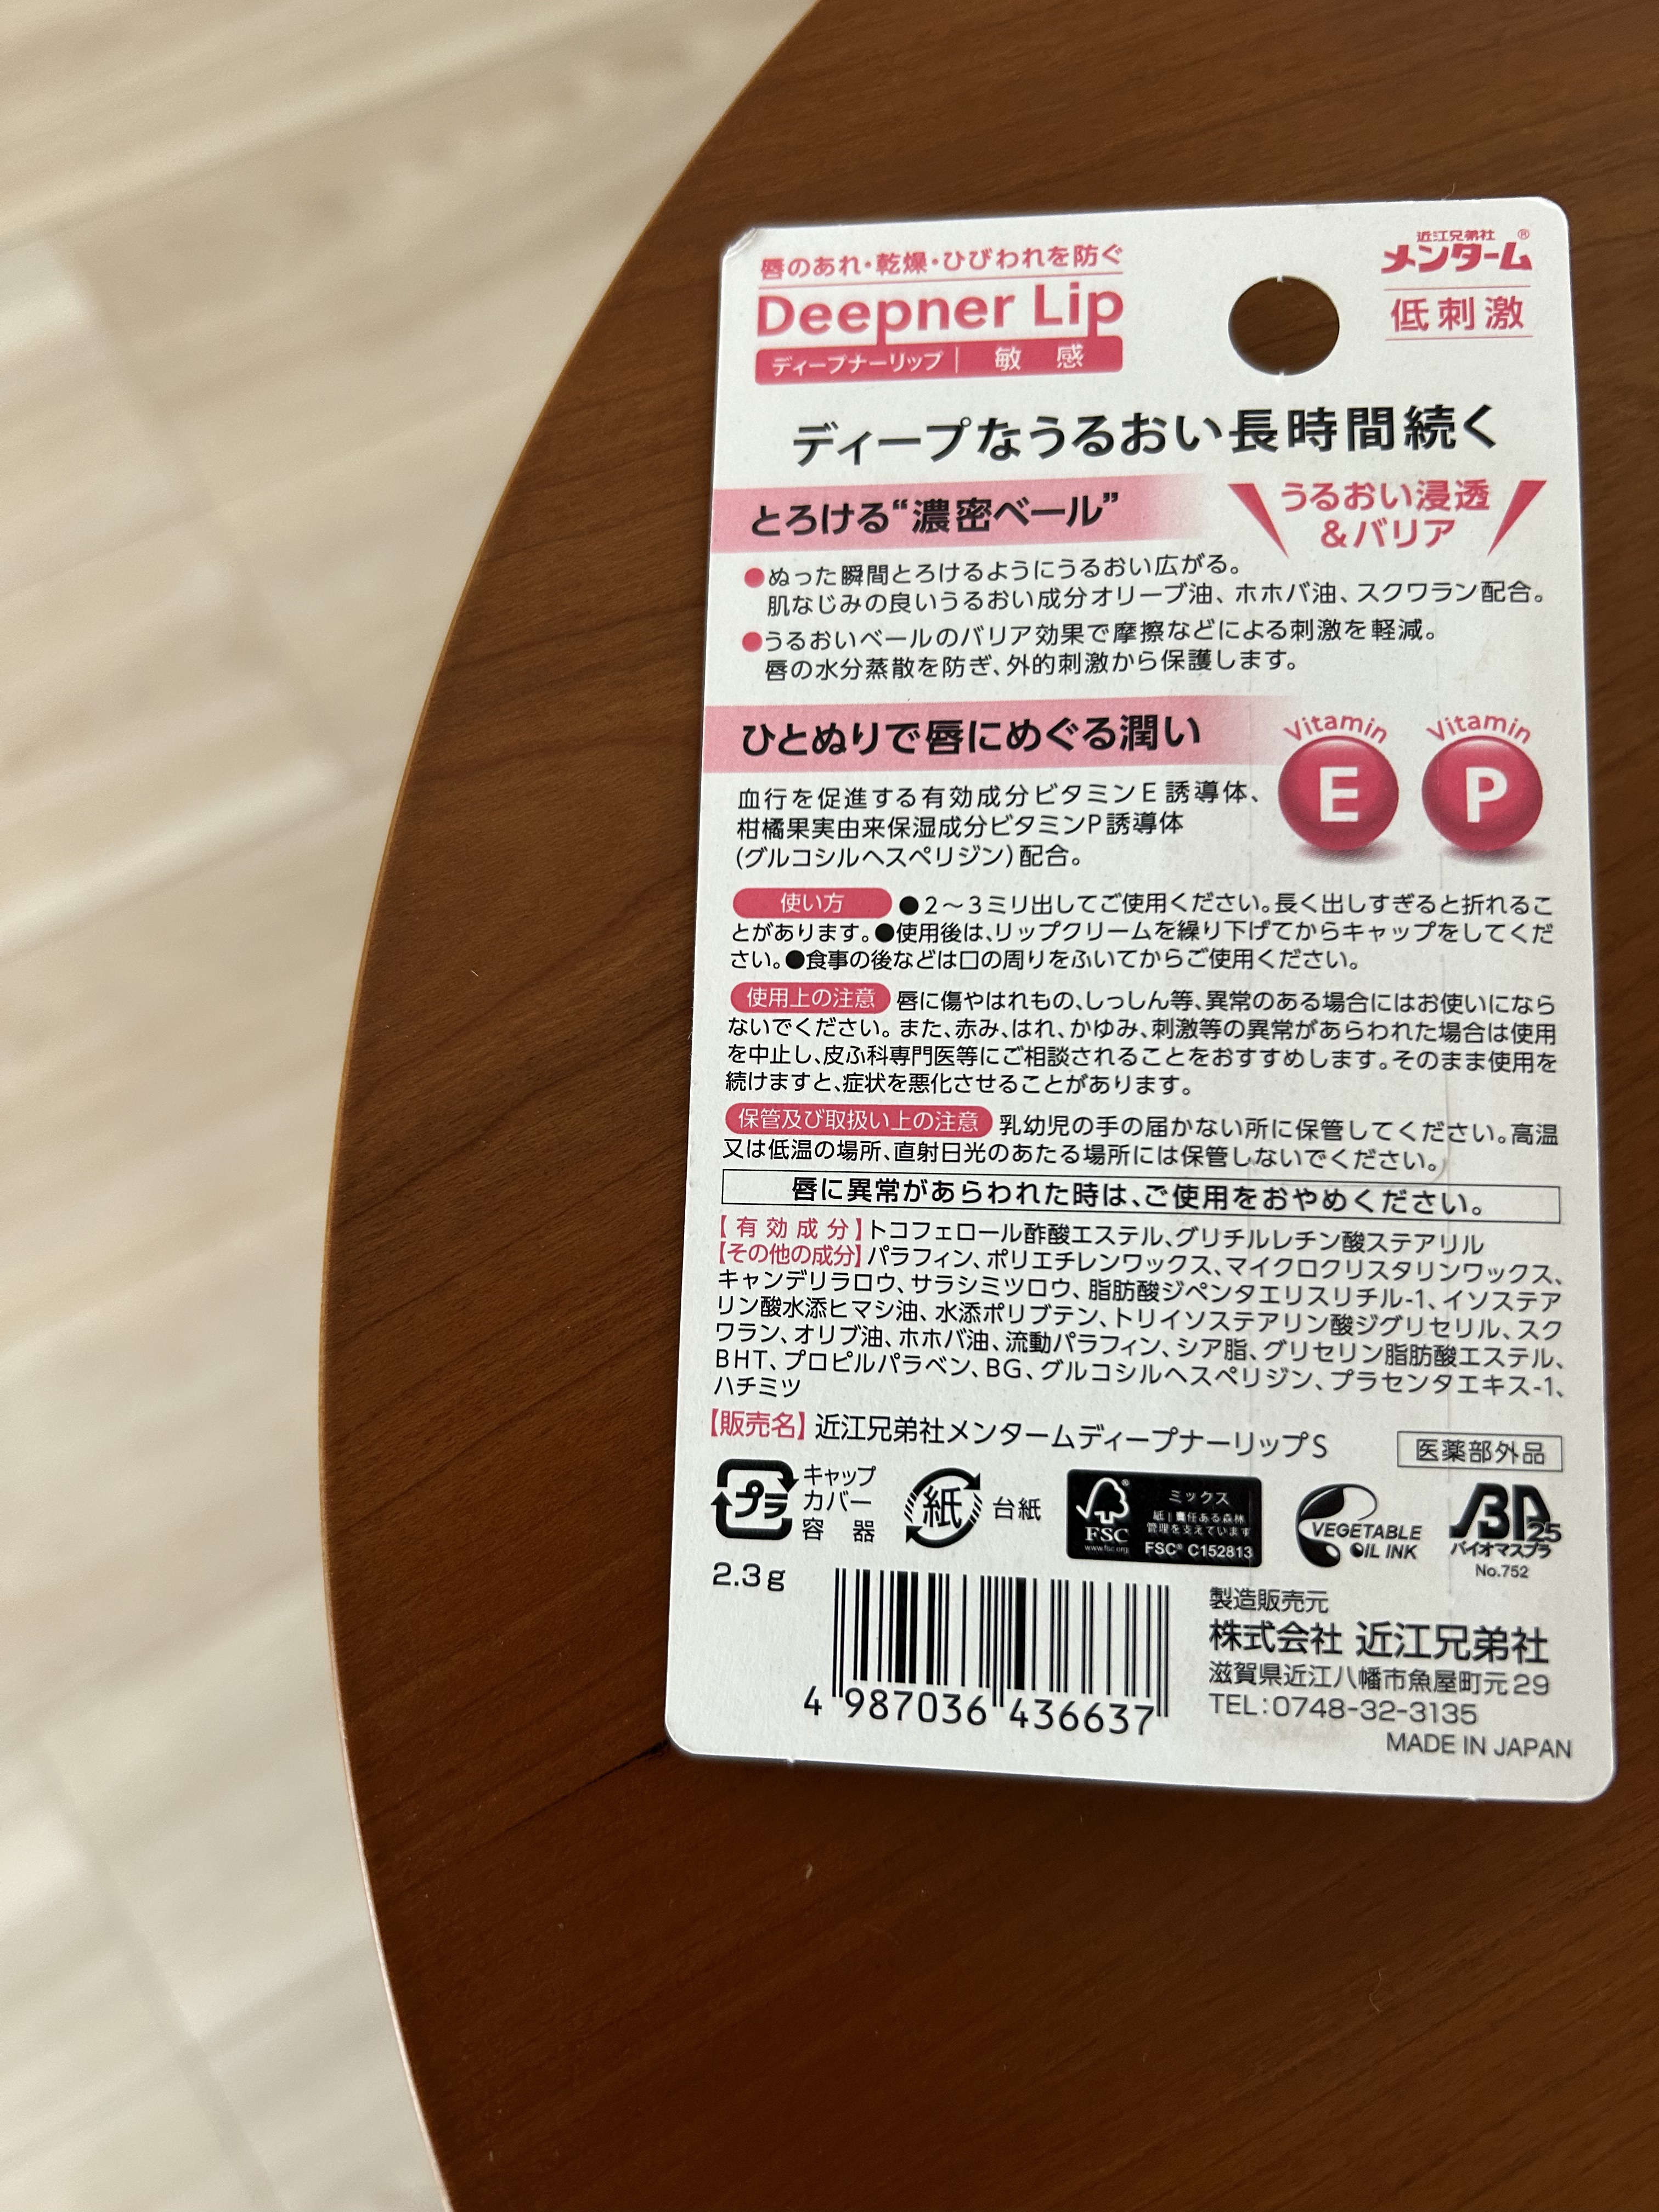 唇のあれ・乾燥・ひびわれを防ぐ
Deepner Lip
ディープナーリップ | 敏 感
近江兄弟社
メンターム®
低刺激
ディープなうるおい長時間続く
とろける“濃密ベール”
うるおい浸透
&バリア
●ぬった瞬間とろけるようにうるおい広がる。
肌なじみの良いうるおい成分オリーブ油、ホホバ油、スクワラン配合。
●うるおいベールのバリア効果で摩擦などによる刺激を軽減。
唇の水分蒸散を防ぎ、外的刺激から保護します。
ひとぬりで唇にめぐる潤い
Vitamin E
Vitamin P
血行を促進する有効成分ビタミンE誘導体、
柑橘果実由来保湿成分ビタミンP誘導体
(グルコシルヘスペリジン)配合。
使い方 ●2〜3ミリ出してご使用ください。長く出しすぎると折れるこ
とがあります。●使用後は、リップクリームを繰り下げてからキャップをしてくだ
さい。●食事の後などは口の周りをふいてからご使用ください。
使用上の注意 唇に傷やはれもの、しっしん等、異常のある場合にはお使いになら
ないでください。また、赤み、はれ、かゆみ、刺激等の異常があらわれた場合は使用
を中止し、皮ふ科専門医等にご相談されることをおすすめします。そのまま使用を
続けますと、症状を悪化させることがあります。
保管及び取扱い上の注意 乳幼児の手の届かない所に保管してください。高温
又は低温の場所、直射日光のあたる場所には保管しないでください。
唇に異常があらわれた時は、ご使用をおやめください。
【有効成分】トコフェロール酢酸エステル、グリチルレチン酸ステアリル
【その他の成分】パラフィン、ポリエチレンワックス、マイクロクリスタリンワックス、
キャンデリラロウ、サラシミツロウ、脂肪酸ジペンタエリスリチル-1、イソステア
リン酸水添ヒマシ油、水添ポリブテン、トリイソステアリン酸ジグリセリル、スク
ワラン、オリブ油、ホホバ油、流動パラフィン、シア脂、グリセリン脂肪酸エステル、
BHT、プロピルパラベン、BG、グルコシルヘスペリジン、プラセンタエキス-1、
ハチミツ
【販売名】近江兄弟社メンタームディープナーリップS
医薬部外品
プラ
キャップ
カバー
容 器
紙
台紙
FSC®
www.fsc.org
ミックス
紙|責任ある森林
管理を支えています
FSC® C152813
VEGETABLE
OIL INK
25
バイオマスプラ
No.752
2.3g
4 987036 436637
製造販売元
株式会社 近江兄弟社
滋賀県近江八幡市魚屋町元29
TEL:0748-32-3135
MADE IN JAPAN